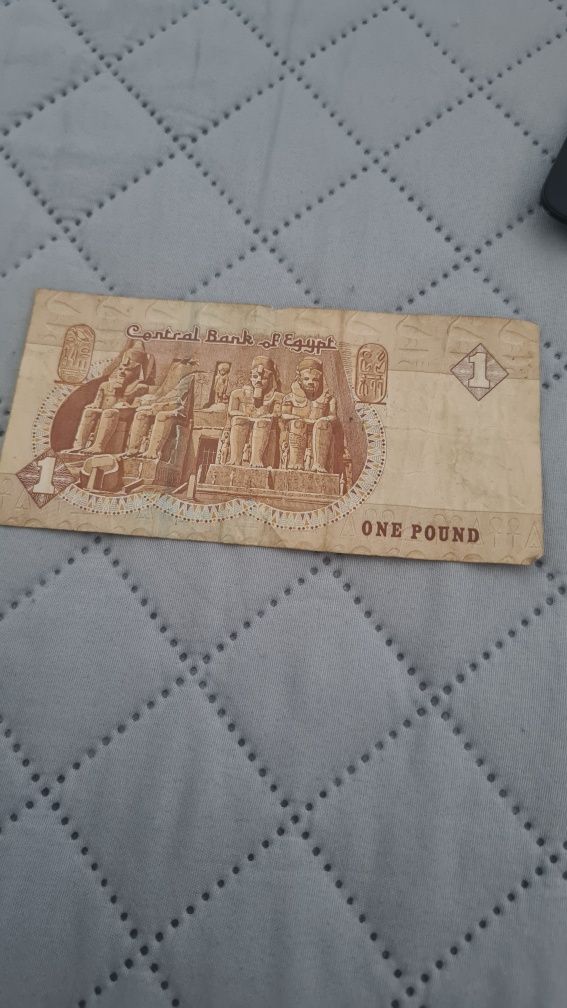 Central Bank of Egypt
1
1
ONE POUND